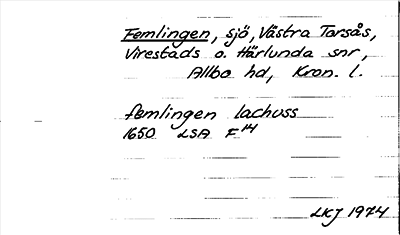 Femlingen, sjö, Västra Torsås,
Virestads o. Härlunda snr,
Allbo hd, Kron. l.
femlingen lachuss
1650 LSA F14
LKJ 1974